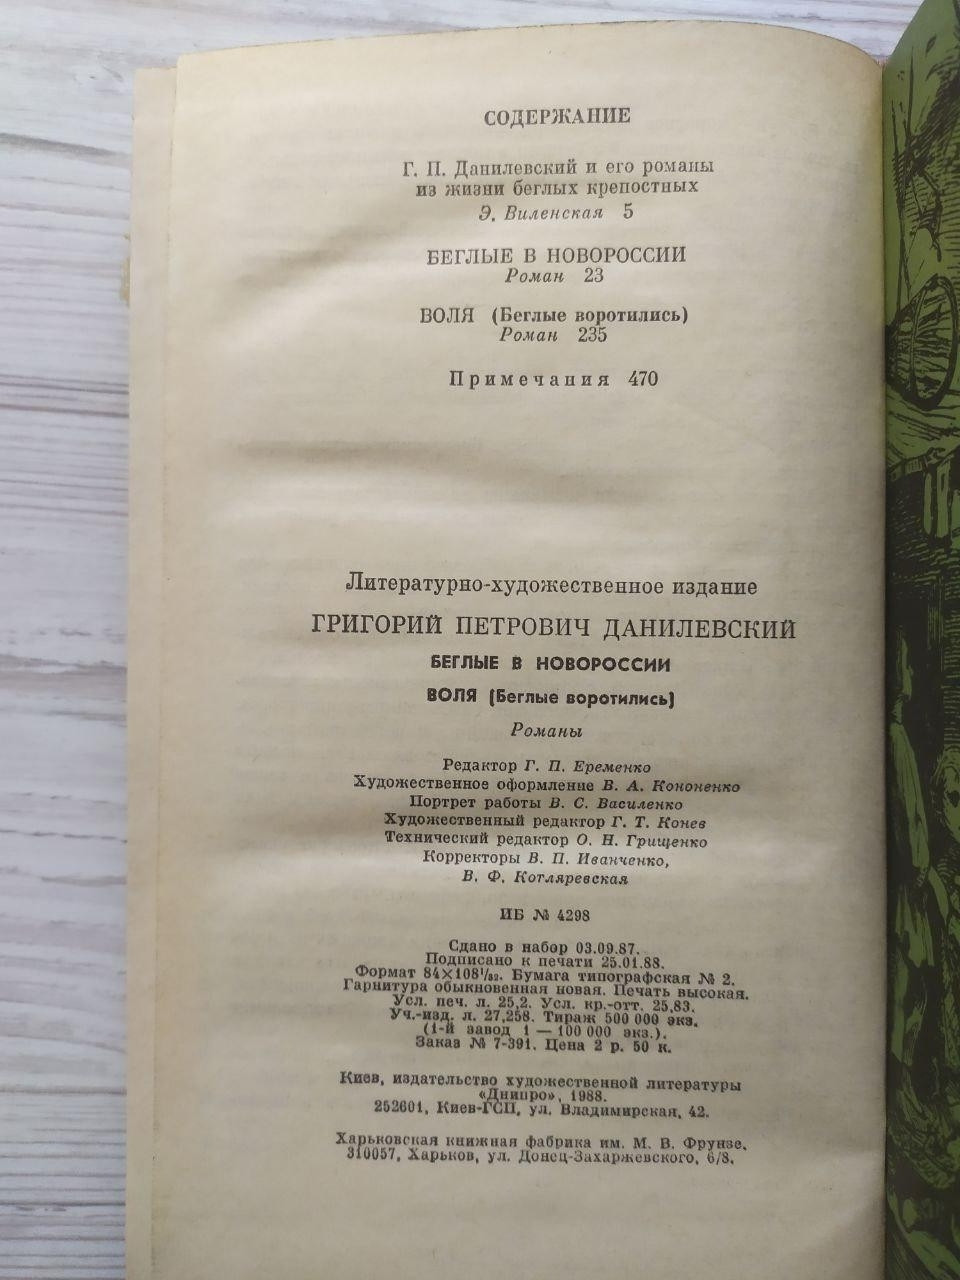 СОДЕРЖАНИЕ
Г. П. Данилевский и его романы
из жизни беглых крепостных
Э. Виленская 5
БЕГЛЫЕ В НОВОРОССИИ
Роман 23
ВОЛЯ (Беглые воротились)
Роман 235
Примечания 470
Литературно-художественное издание
ГРИГОРИЙ ПЕТРОВИЧ ДАНИЛЕВСКИЙ
БЕГЛЫЕ В НОВОРОССИИ
ВОЛЯ (Беглые воротились)
Романы
Редактор Г. П. Еременко
Художественное оформление В. А. Кононенко
Портрет работы В. С. Василенко
Художественный редактор Г. Т. Конев
Технический редактор О. Н. Грищенко
Корректоры В. П. Иванченко,
В. Ф. Котляревская
ИБ № 4298
Сдано в набор 03.09.87.
Подписано к печати 25.01.88.
Формат 84×108¹/₃₂. Бумага типографская № 2.
Гарнитура обыкновенная новая. Печать высокая.
Усл. печ. л. 25,2. Усл. кр.-отт. 25,83.
Уч.-изд. л. 27,258. Тираж 500 000 экз.
(1-й завод 1 — 100 000 экз.).
Заказ № 7-391. Цена 2 р. 50 к.
Киев, издательство художественной литературы
«Дніпро», 1988.
252601, Киев-ГСП, ул. Владимирская, 42.
Харьковская книжная фабрика им. М. В. Фрунзе,
310057, Харьков, ул. Донец-Захаржевского, 6/8.